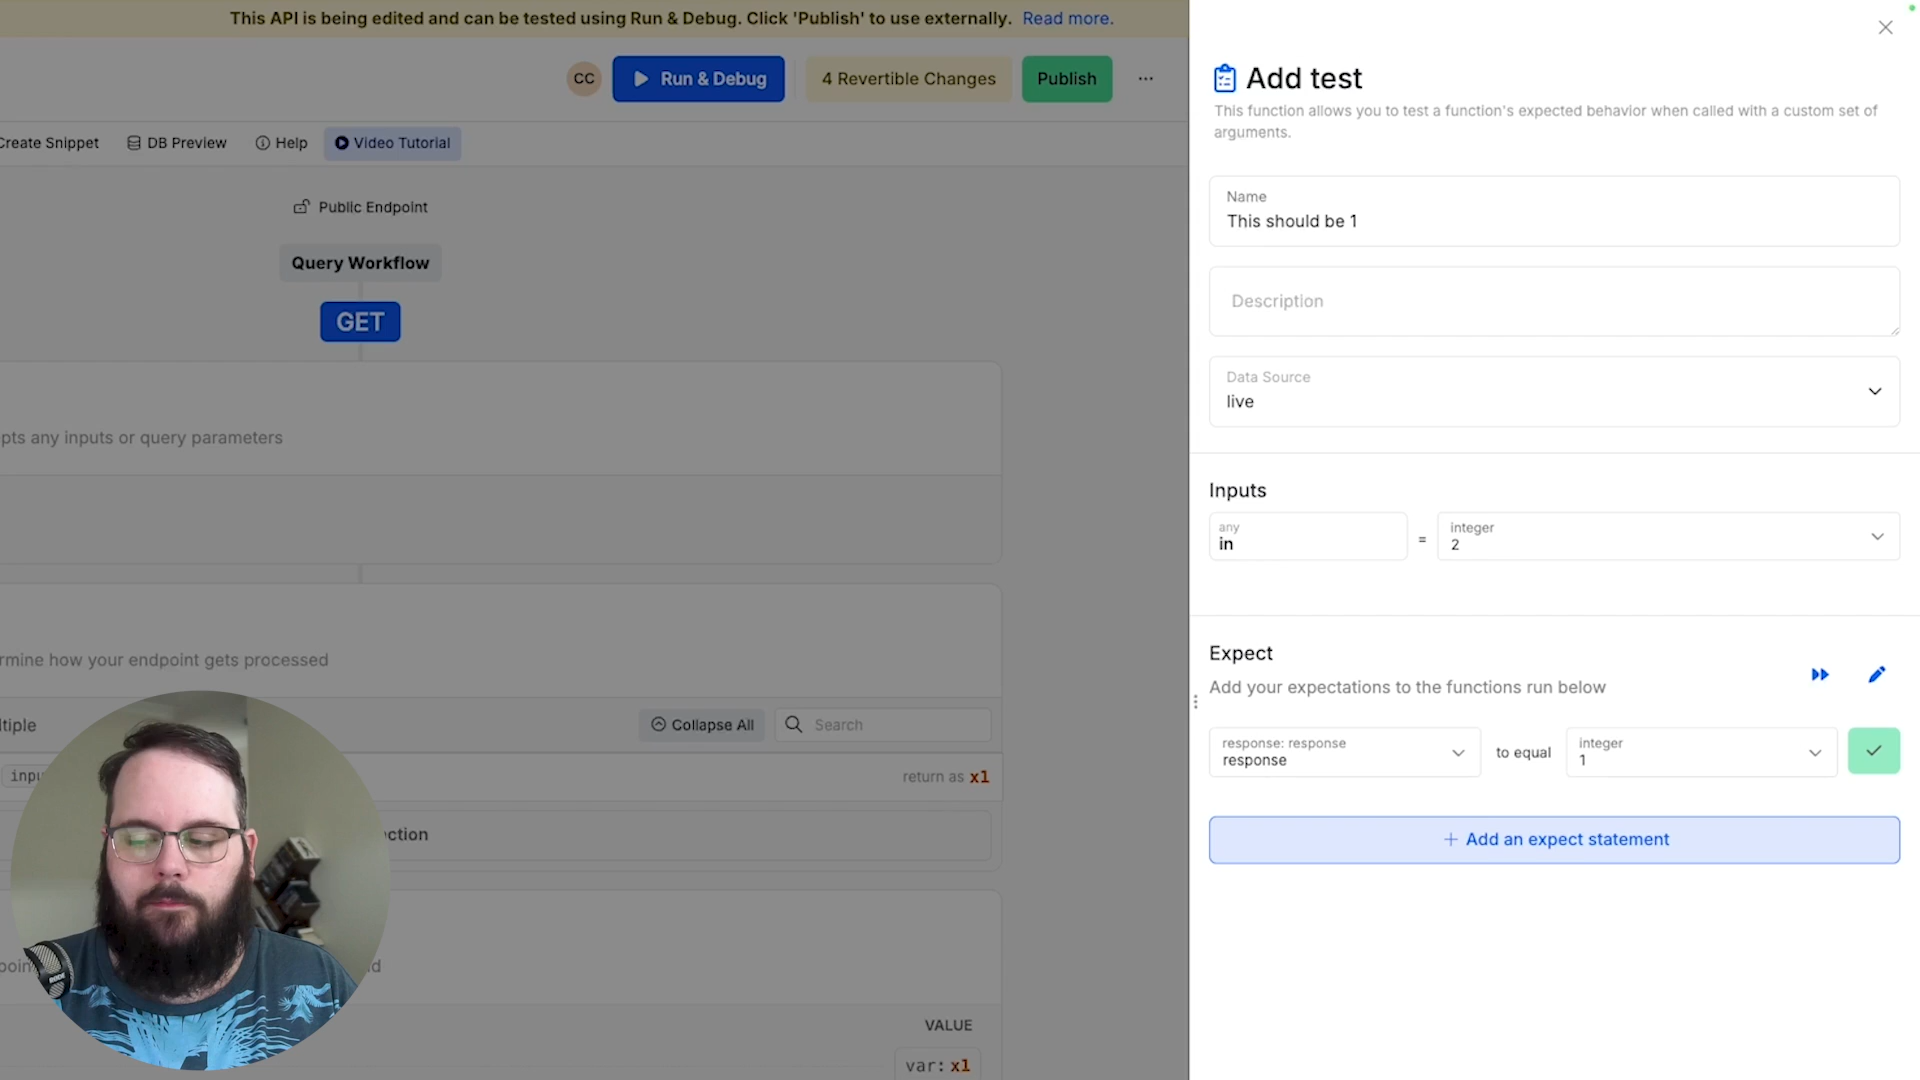 This API is being edited and can be tested using Run & Debug. Click 'Publish' to use externally. Read more.
CC
Run & Debug
4 Revertible Changes
Publish
Create Snippet
DB Preview
Help
Video Tutorial
Public Endpoint
Query Workflow
GET
pts any inputs or query parameters
rmine how your endpoint gets processed
ltiple
Collapse All
Search
inpu
return as x1
ction
poin
d
VALUE
var: x1
Add test
This function allows you to test a function's expected behavior when called with a custom set of
arguments.
Name
This should be 1
Description
Data Source
live
Inputs
any
in
=
integer
2
Expect
Add your expectations to the functions run below
response: response
response
to equal
integer
1
+ Add an expect statement